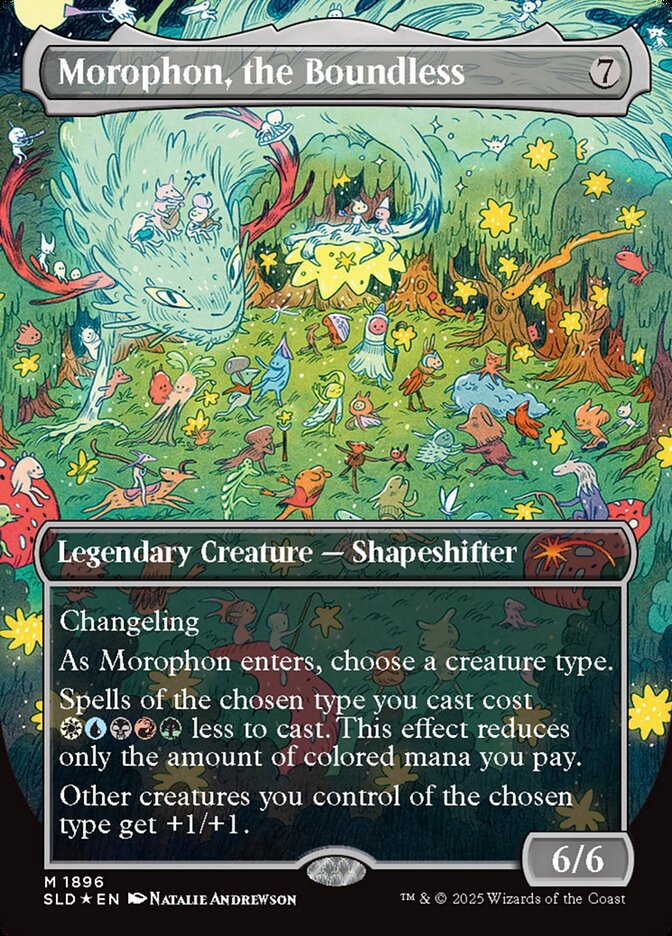 Morophon, the Boundless 7
Legendary Creature — Shapeshifter
Changeling
As Morophon enters, choose a creature type.
Spells of the chosen type you cast cost
less to cast. This effect reduces
only the amount of colored mana you pay.
Other creatures you control of the chosen
type get +1/+1.
6/6
M 1896
SLD ★ EN Natalie Andrewson
™ & © 2025 Wizards of the Coast